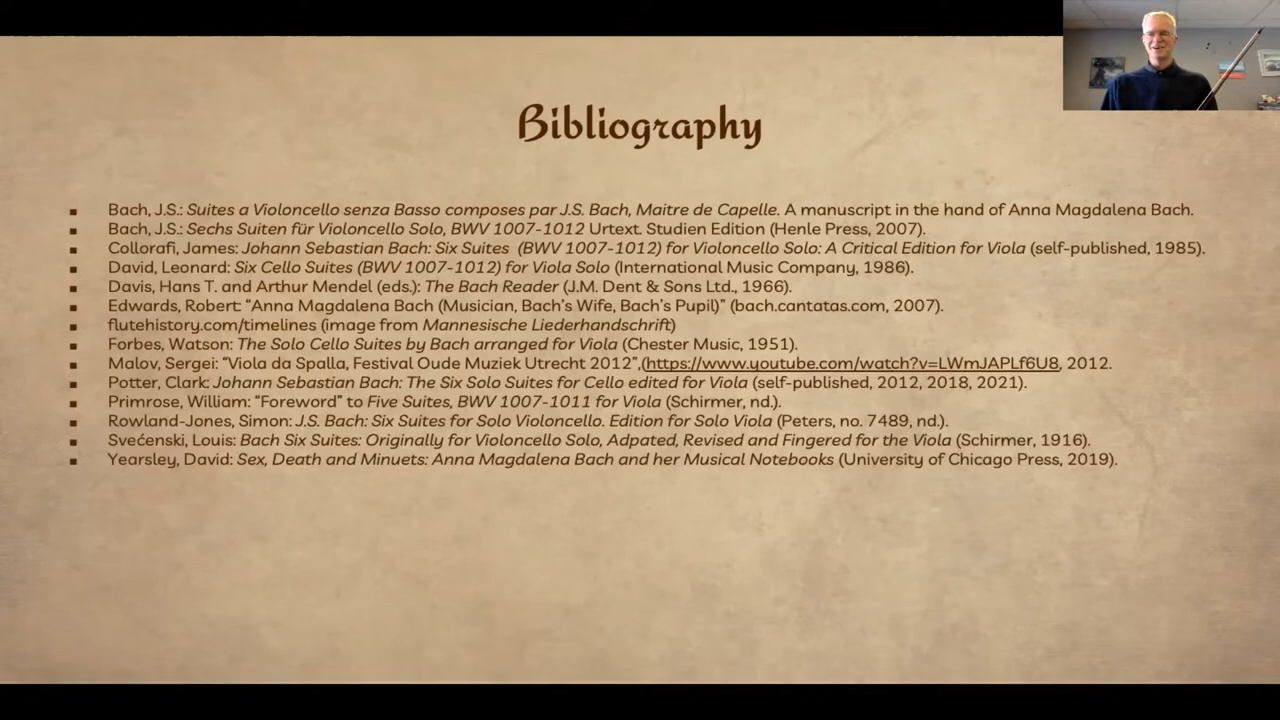 Bibliography
▪ Bach, J.S.: Suites a Violoncello senza Basso composes par J.S. Bach, Maitre de Capelle. A manuscript in the hand of Anna Magdalena Bach.
▪ Bach, J.S.: Sechs Suiten für Violoncello Solo, BWV 1007-1012 Urtext. Studien Edition (Henle Press, 2007).
▪ Collorafi, James: Johann Sebastian Bach: Six Suites (BWV 1007-1012) for Violoncello Solo: A Critical Edition for Viola (self-published, 1985).
▪ David, Leonard: Six Cello Suites (BWV 1007-1012) for Viola Solo (International Music Company, 1986).
▪ Davis, Hans T. and Arthur Mendel (eds.): The Bach Reader (J.M. Dent & Sons Ltd., 1966).
▪ Edwards, Robert: “Anna Magdalena Bach (Musician, Bach’s Wife, Bach’s Pupil)” (bach.cantatas.com, 2007).
▪ flutehistory.com/timelines (image from Mannesische Liederhandschrift)
▪ Forbes, Watson: The Solo Cello Suites by Bach arranged for Viola (Chester Music, 1951).
▪ Malov, Sergei: “Viola da Spalla, Festival Oude Muziek Utrecht 2012”,(https://www.youtube.com/watch?v=LWmJAPLf6U8, 2012.
▪ Potter, Clark: Johann Sebastian Bach: The Six Solo Suites for Cello edited for Viola (self-published, 2012, 2018, 2021).
▪ Primrose, William: “Foreword” to Five Suites, BWV 1007-1011 for Viola (Schirmer, nd.).
▪ Rowland-Jones, Simon: J.S. Bach: Six Suites for Solo Violoncello. Edition for Solo Viola (Peters, no. 7489, nd.).
▪ Svećenski, Louis: Bach Six Suites: Originally for Violoncello Solo, Adpated, Revised and Fingered for the Viola (Schirmer, 1916).
▪ Yearsley, David: Sex, Death and Minuets: Anna Magdalena Bach and her Musical Notebooks (University of Chicago Press, 2019).